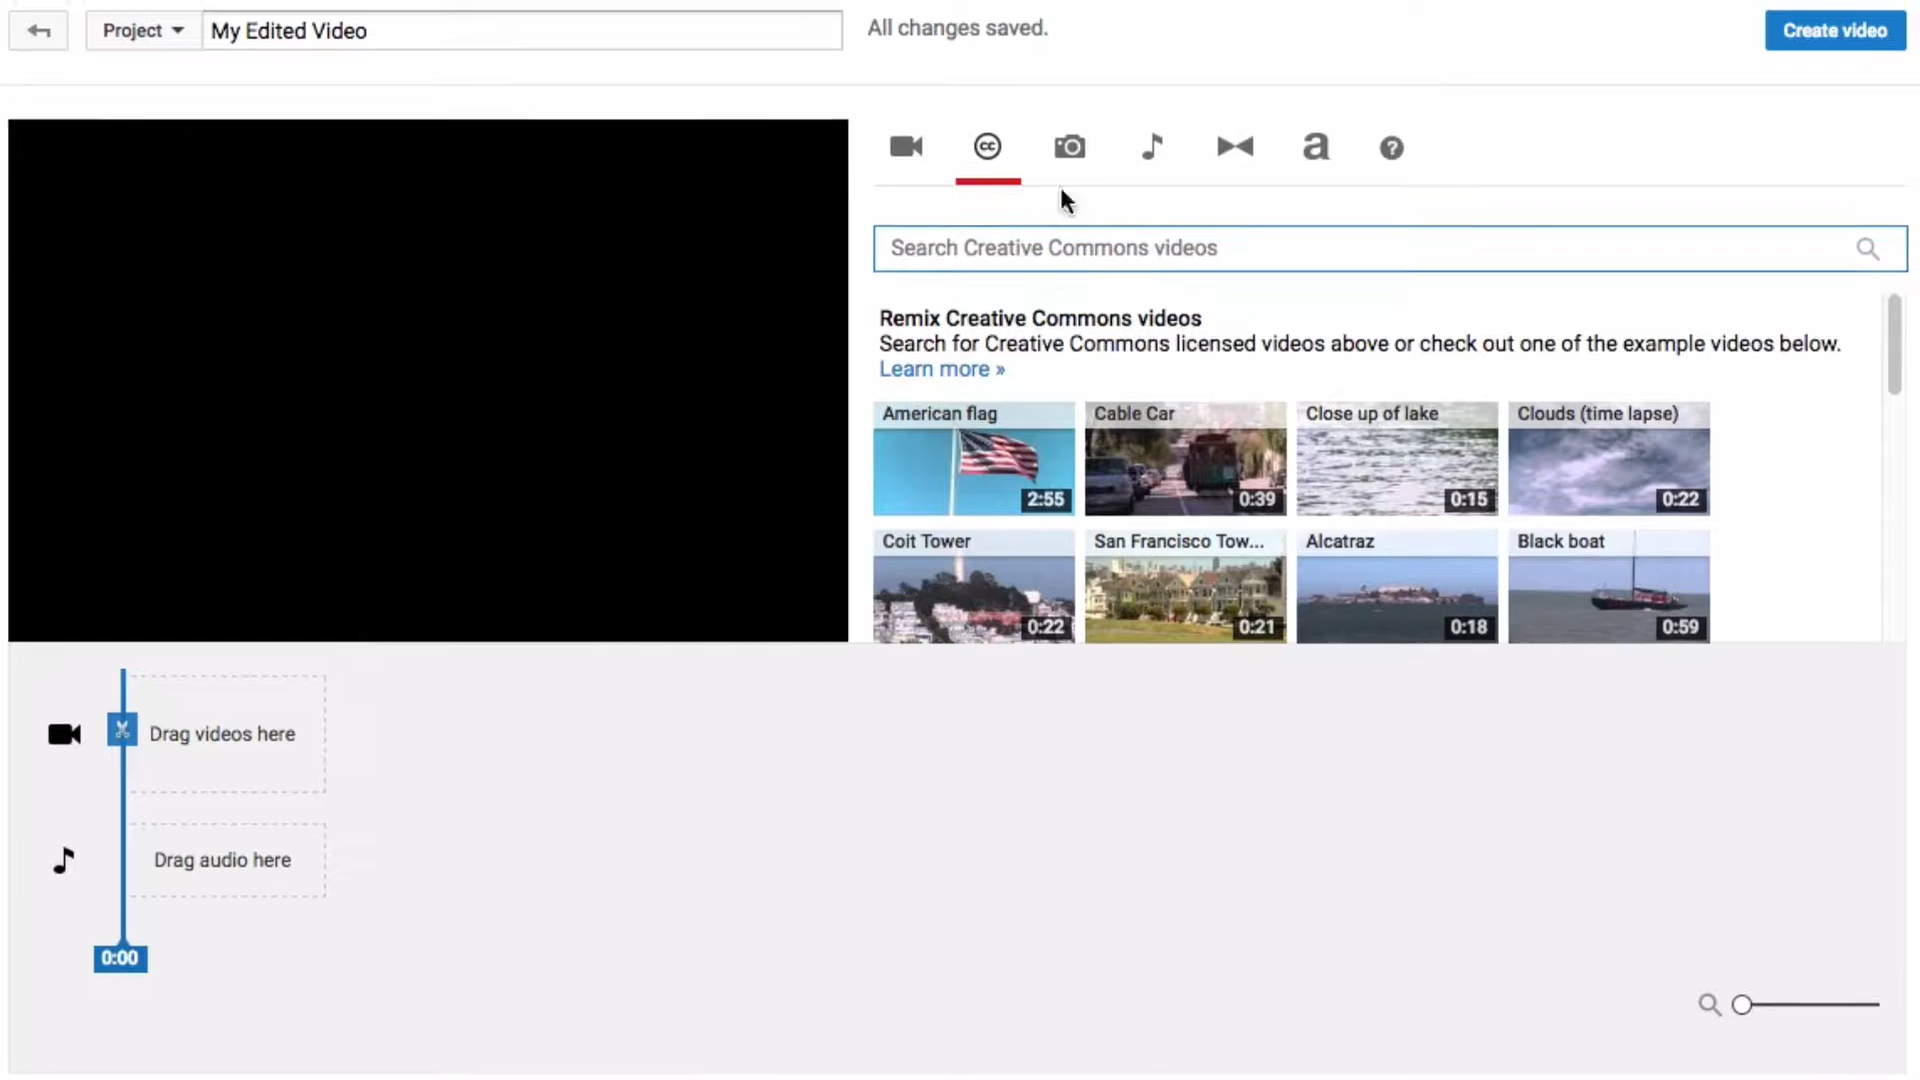 Project
My Edited Video
All changes saved.
Create video
cc
a
?
Search Creative Commons videos
Remix Creative Commons videos
Search for Creative Commons licensed videos above or check out one of the example videos below.
Learn more »
American flag
2:55
Cable Car
0:39
Close up of lake
0:15
Clouds (time lapse)
0:22
Coit Tower
0:22
San Francisco Tow...
0:21
Alcatraz
0:18
Black boat
0:59
Drag videos here
Drag audio here
0:00